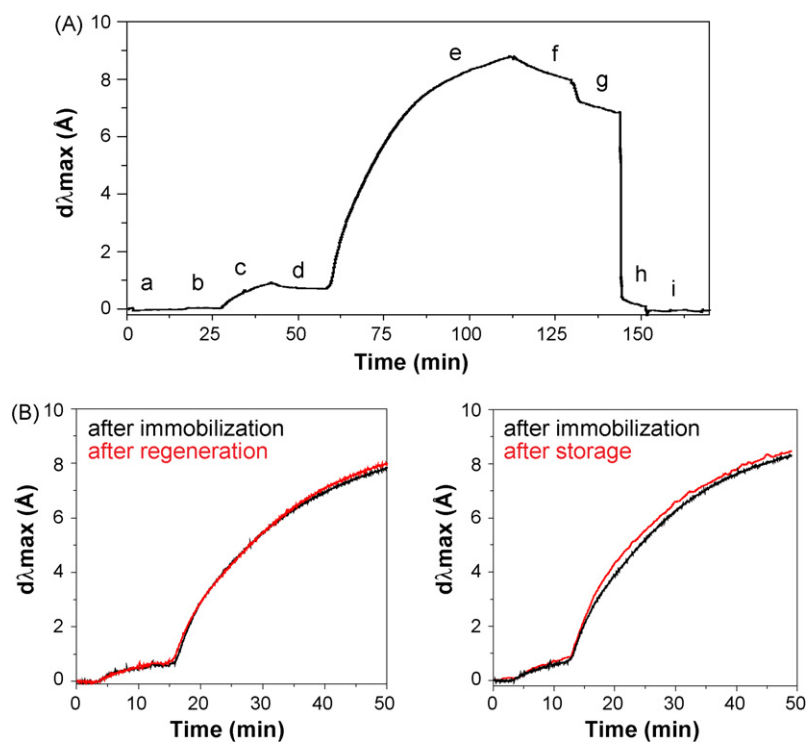 (A)
dλmax (Å)
10
8
6
4
2
0
a b c d e f g h i
0 25 50 75 100 125 150
Time (min)
(B)
dλmax (Å)
10
8
6
4
2
0
after immobilization
after regeneration
0 10 20 30 40 50
Time (min)
dλmax (Å)
10
8
6
4
2
0
after immobilization
after storage
0 10 20 30 40 50
Time (min)